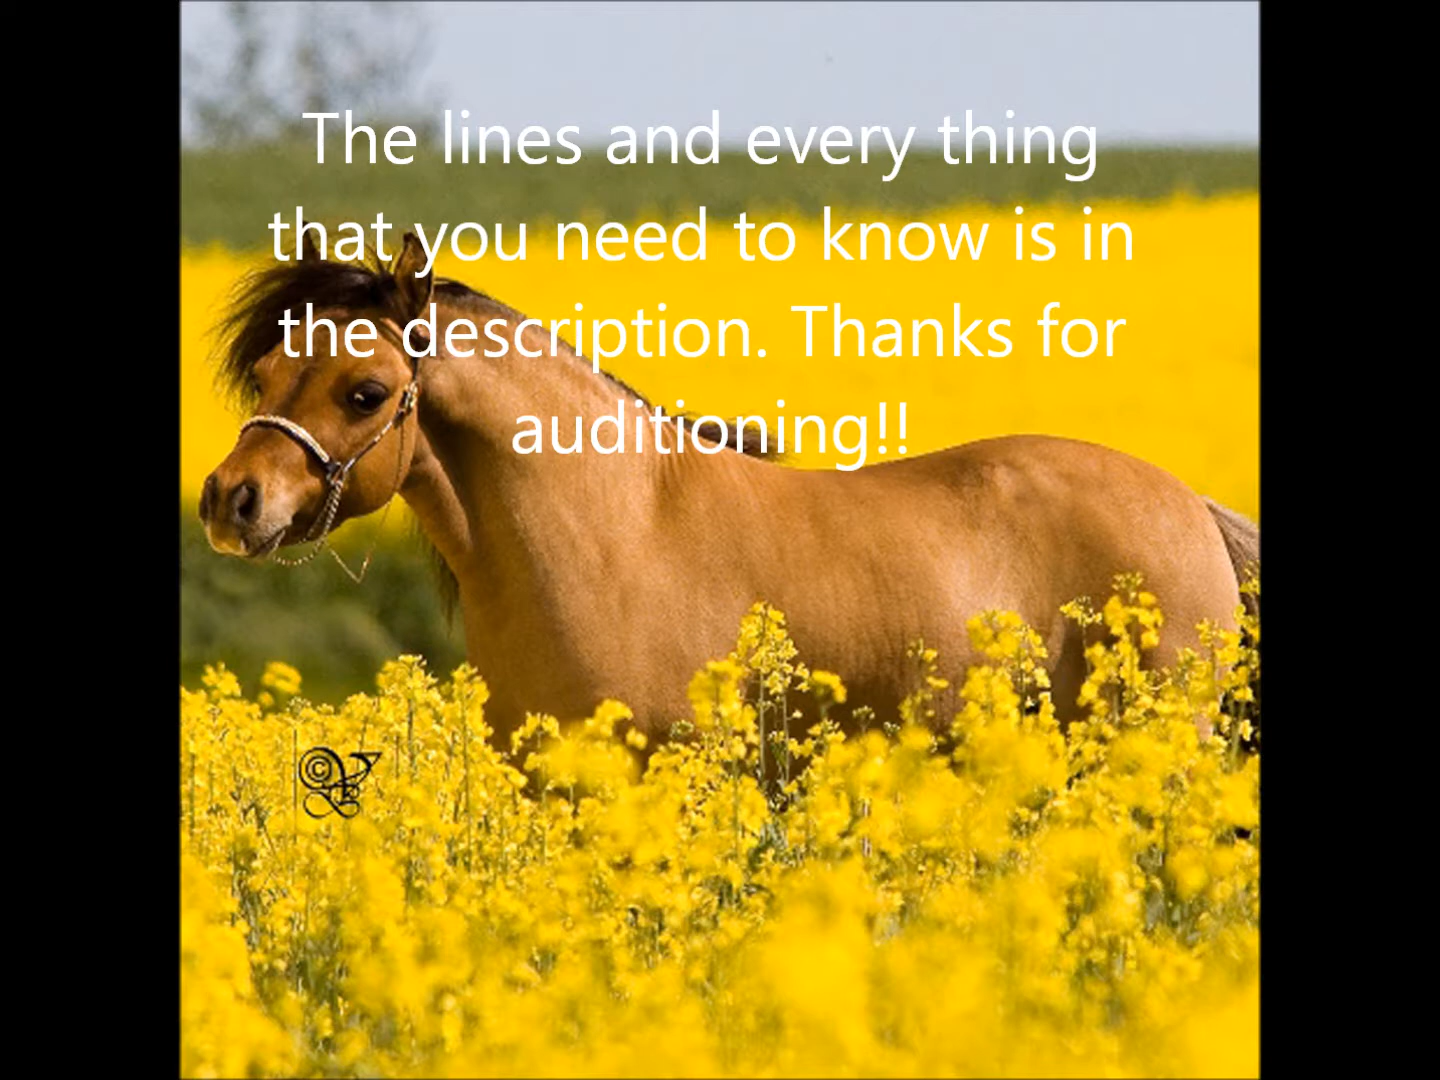 The lines and every thing
that you need to know is in
the description. Thanks for
auditioning!!
©